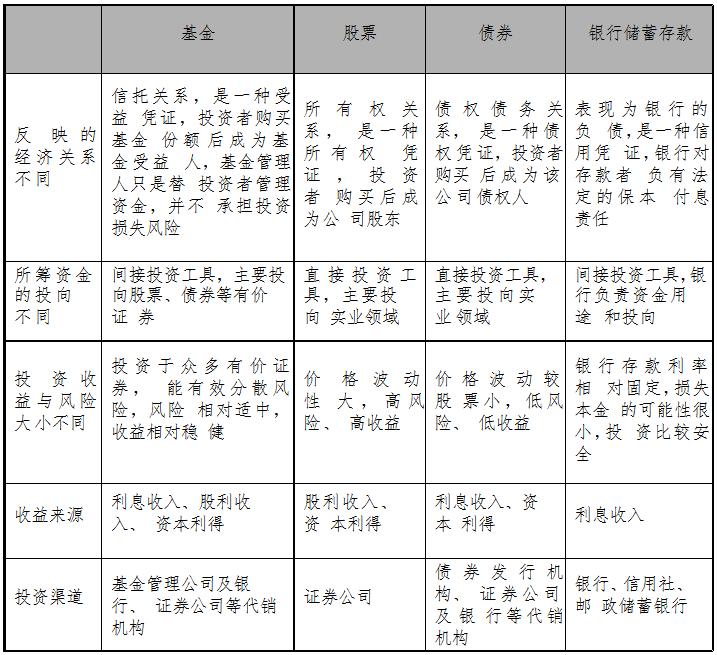 基金
股票
债券
银行储蓄存款
反 映的
经济关系
不同
信托关系，是一种受
益 凭证，投资者购买
基金 份额后成为基
金受益 人，基金管理
人只是替 投资者管理
资金，并不 承担投资
损失风险
所 有 权 关
系， 是一种
所有权 凭
证， 投 资
者 购买后成
为公 司股东
债 权 债 务 关
系， 是一种债
权凭证，投资者
购买 后成为该
公司债权人
表现为银行的
负 债，是一种信
用凭 证，银行对
存款者 负有法
定的保本 付息
责任
所筹资金
的投向
不同
间接投资工具，主要投
向股票、债券等有价
证 券
直接投资工
具，主要投
向 实业领域
直接投资工具，
主要投向实
业领域
间接投资工具，银
行负责资金用
途 和投向
投 资 收
益与风险
大小不同
投资于众多有价证
券， 能有效分散风
险，风险 相对适中，
收益相对稳 健
价 格 波动
性 大，高风
险、 高收益
价格波动较
股 票小，低风
险、 低收益
银行存款利率
相 对固定，损失
本金 的可能性很
小，投 资比较安
全
收益来源
利息收入、股利收
入、 资本利得
股利收入、
资 本利得
利息收入、资
本 利得
利息收入
投资渠道
基金管理公司及银
行、 证券公司等代销
机构
证券公司
债券发行机
构、 证券公司
及银 行等代销
机构
银行、信用社、
邮 政储蓄银行